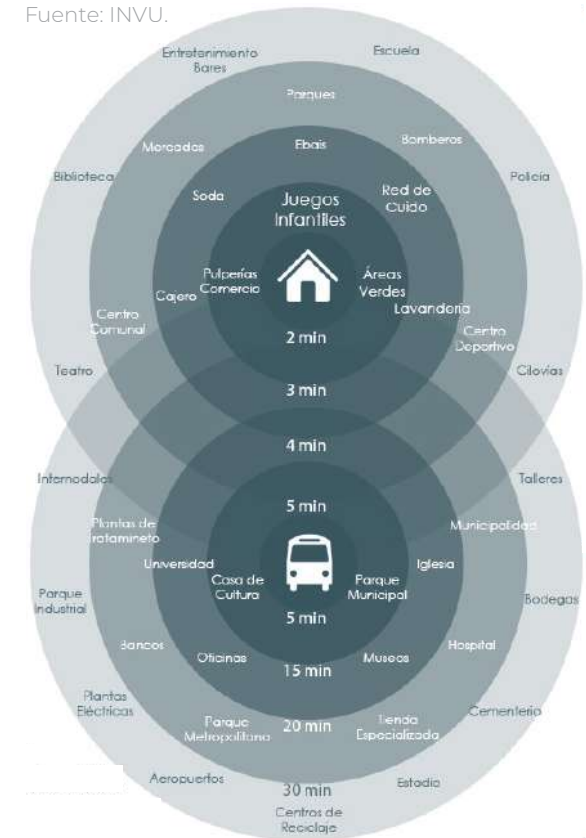 Fuente: INVU.
Entretenimiento
Bares
Escuela
Parques
Mercados
Ebais
Bomberos
Biblioteca
Policía
Soda
Juegos
Infantiles
Red de
Cuido
Pulperías
Comercio
Áreas
Verdes
Cajero
Lavandería
Centro
Comunal
Centro
Deportivo
2 min
Teatro
Cilovías
3 min
4 min
Internodales
Talleres
5 min
Plantas de
Tratamineto
Municipalidad
Universidad
Iglesia
Casa de
Cultura
Parque
Municipal
Parque
Industrial
Bodegas
5 min
Bancos
Hospital
Oficinas
Museos
15 min
Plantas
Eléctricas
Cementerio
Parque
Metropolitano
20 min
Tienda
Especializada
Aeropuertos
Estadio
30 min
Centros de
Reciclaje